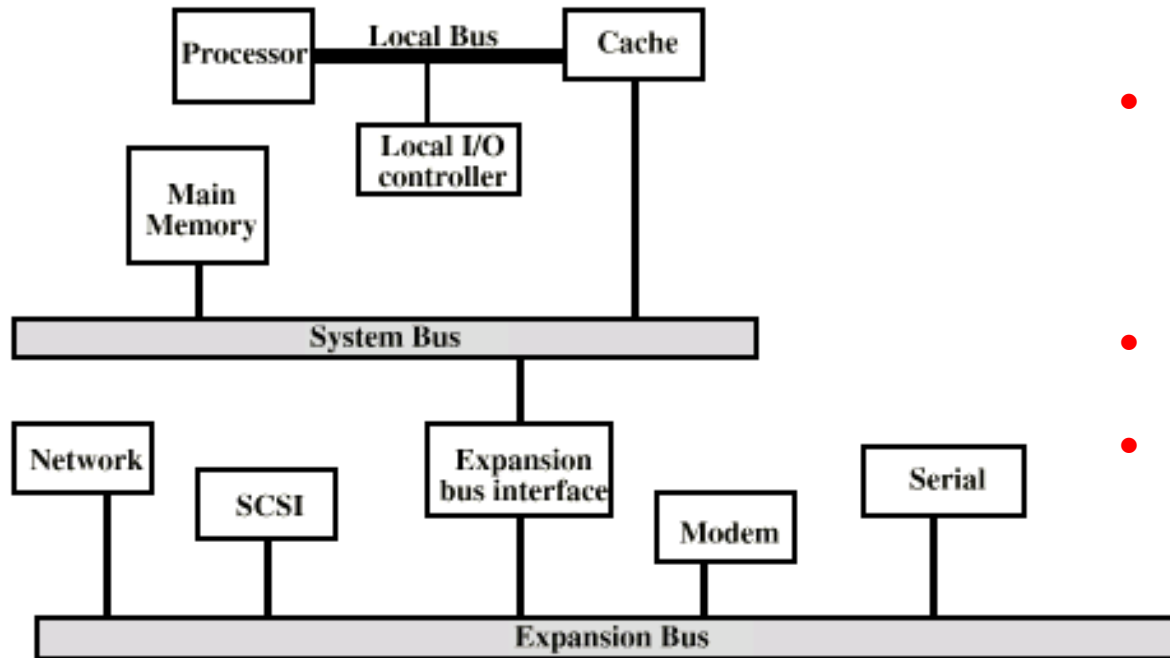 Local Bus
Processor
Cache
Local I/O
controller
Main
Memory
System Bus
Network
SCSI
Expansion
bus interface
Modem
Serial
Expansion Bus